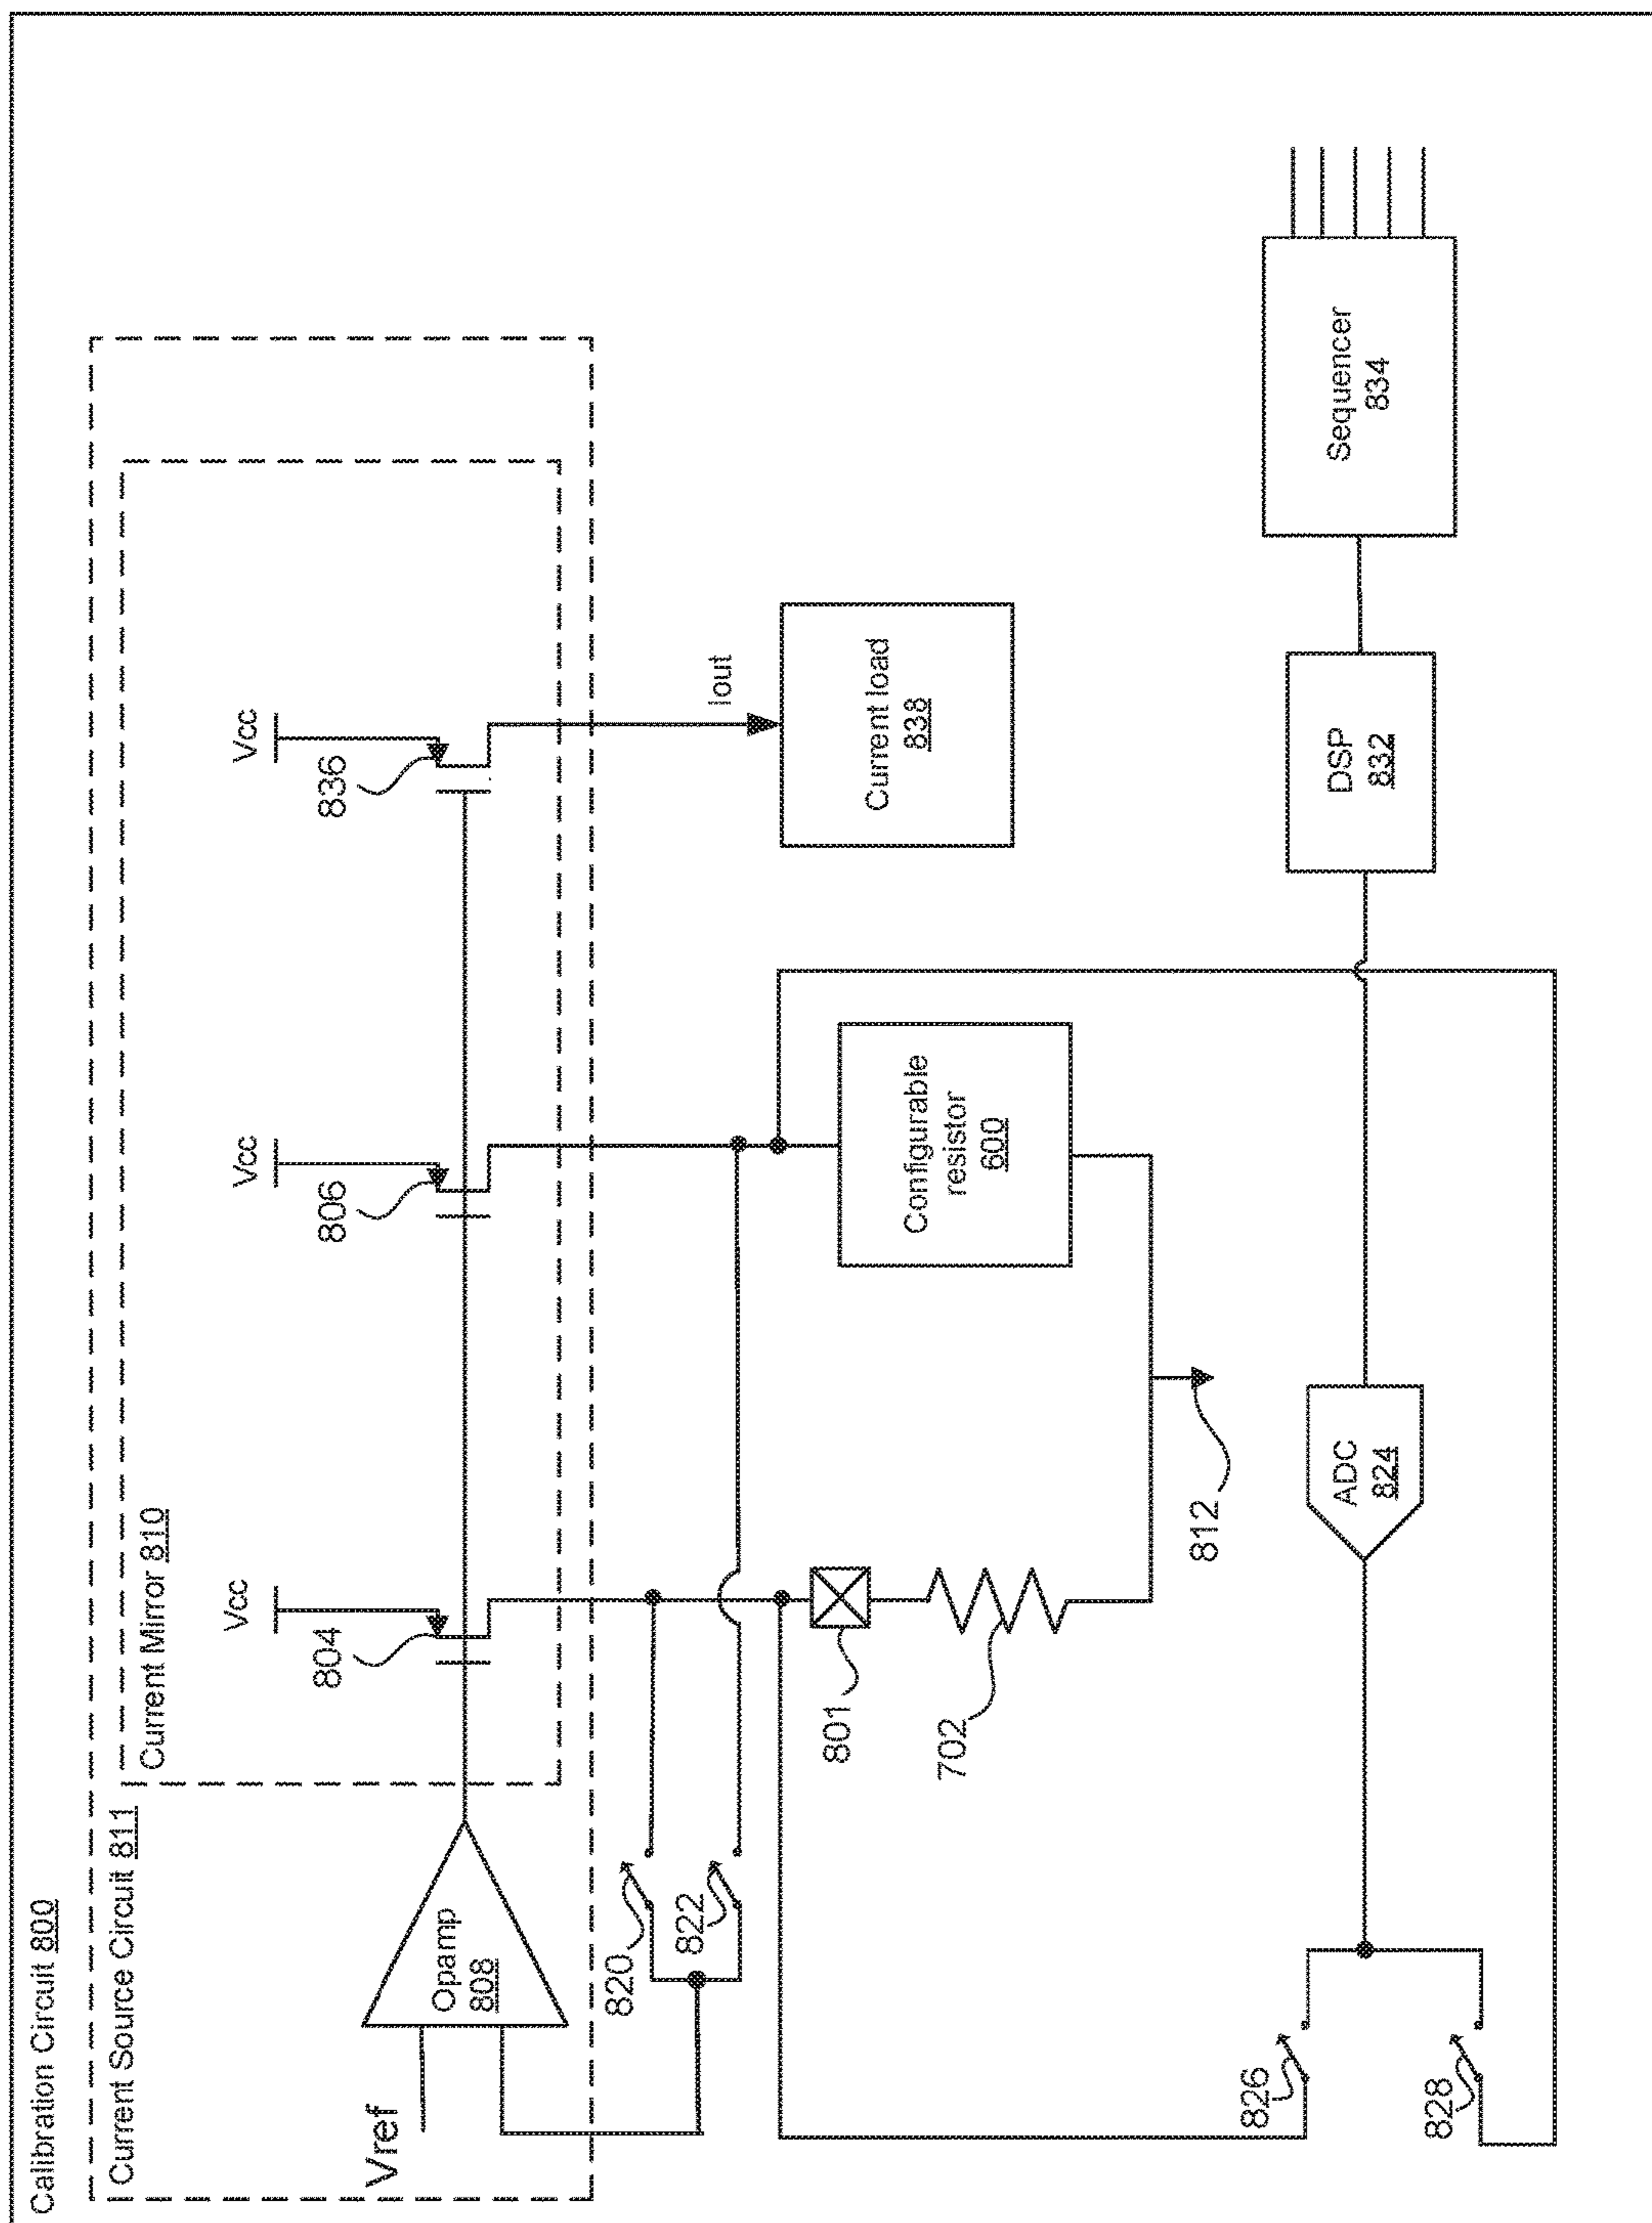 Calibration Circuit 800
Current Source Circuit 811
Current Mirror 810
Vcc
Vcc
Vcc
804
806
836
Opamp
808
Vref
820
822
Iout
801
702
Configurable
resistor
600
Current load
838
812
826
828
ADC
824
DSP
832
Sequencer
834